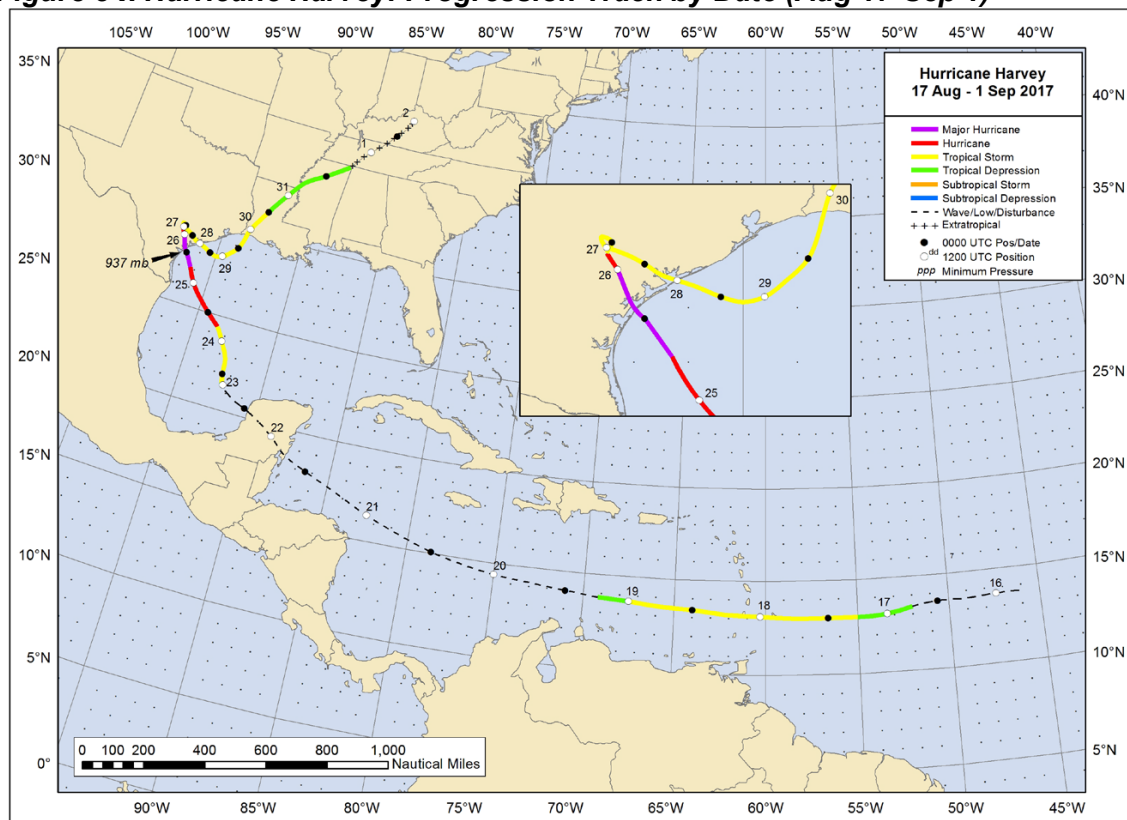 105°W 100°W 95°W 90°W 85°W 80°W 75°W 70°W 65°W 60°W 55°W 50°W 45°W 40°W
35°N
30°N
25°N
20°N
15°N
10°N
5°N
0°
40°N
35°N
30°N
25°N
20°N
15°N
10°N
5°N
Hurricane Harvey
17 Aug - 1 Sep 2017
Major Hurricane
Hurricane
Tropical Storm
Tropical Depression
Subtropical Storm
Subtropical Depression
Wave/Low/Disturbance
Extratropical
0000 UTC Pos/Date
dd 1200 UTC Position
ppp Minimum Pressure
2
1
31
30
27
28
26
29
937 mb
25
24
23
22
21
20
19
18
17
16
30
27
26
28
29
25
0 100 200 400 600 800 1,000
Nautical Miles
90°W 85°W 80°W 75°W 70°W 65°W 60°W 55°W 50°W 45°W